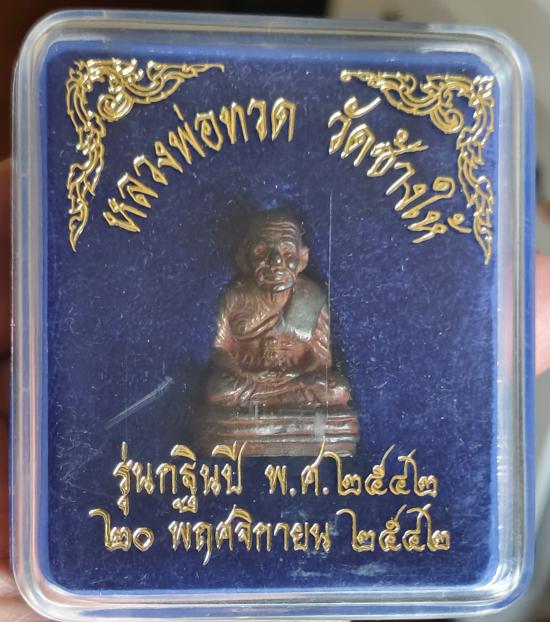 หลวงพ่อทวด วัดช้างให้
รุ่นกฐินปี พ.ศ.๒๕๔๒
๒๐ พฤศจิกายน ๒๕๔๒